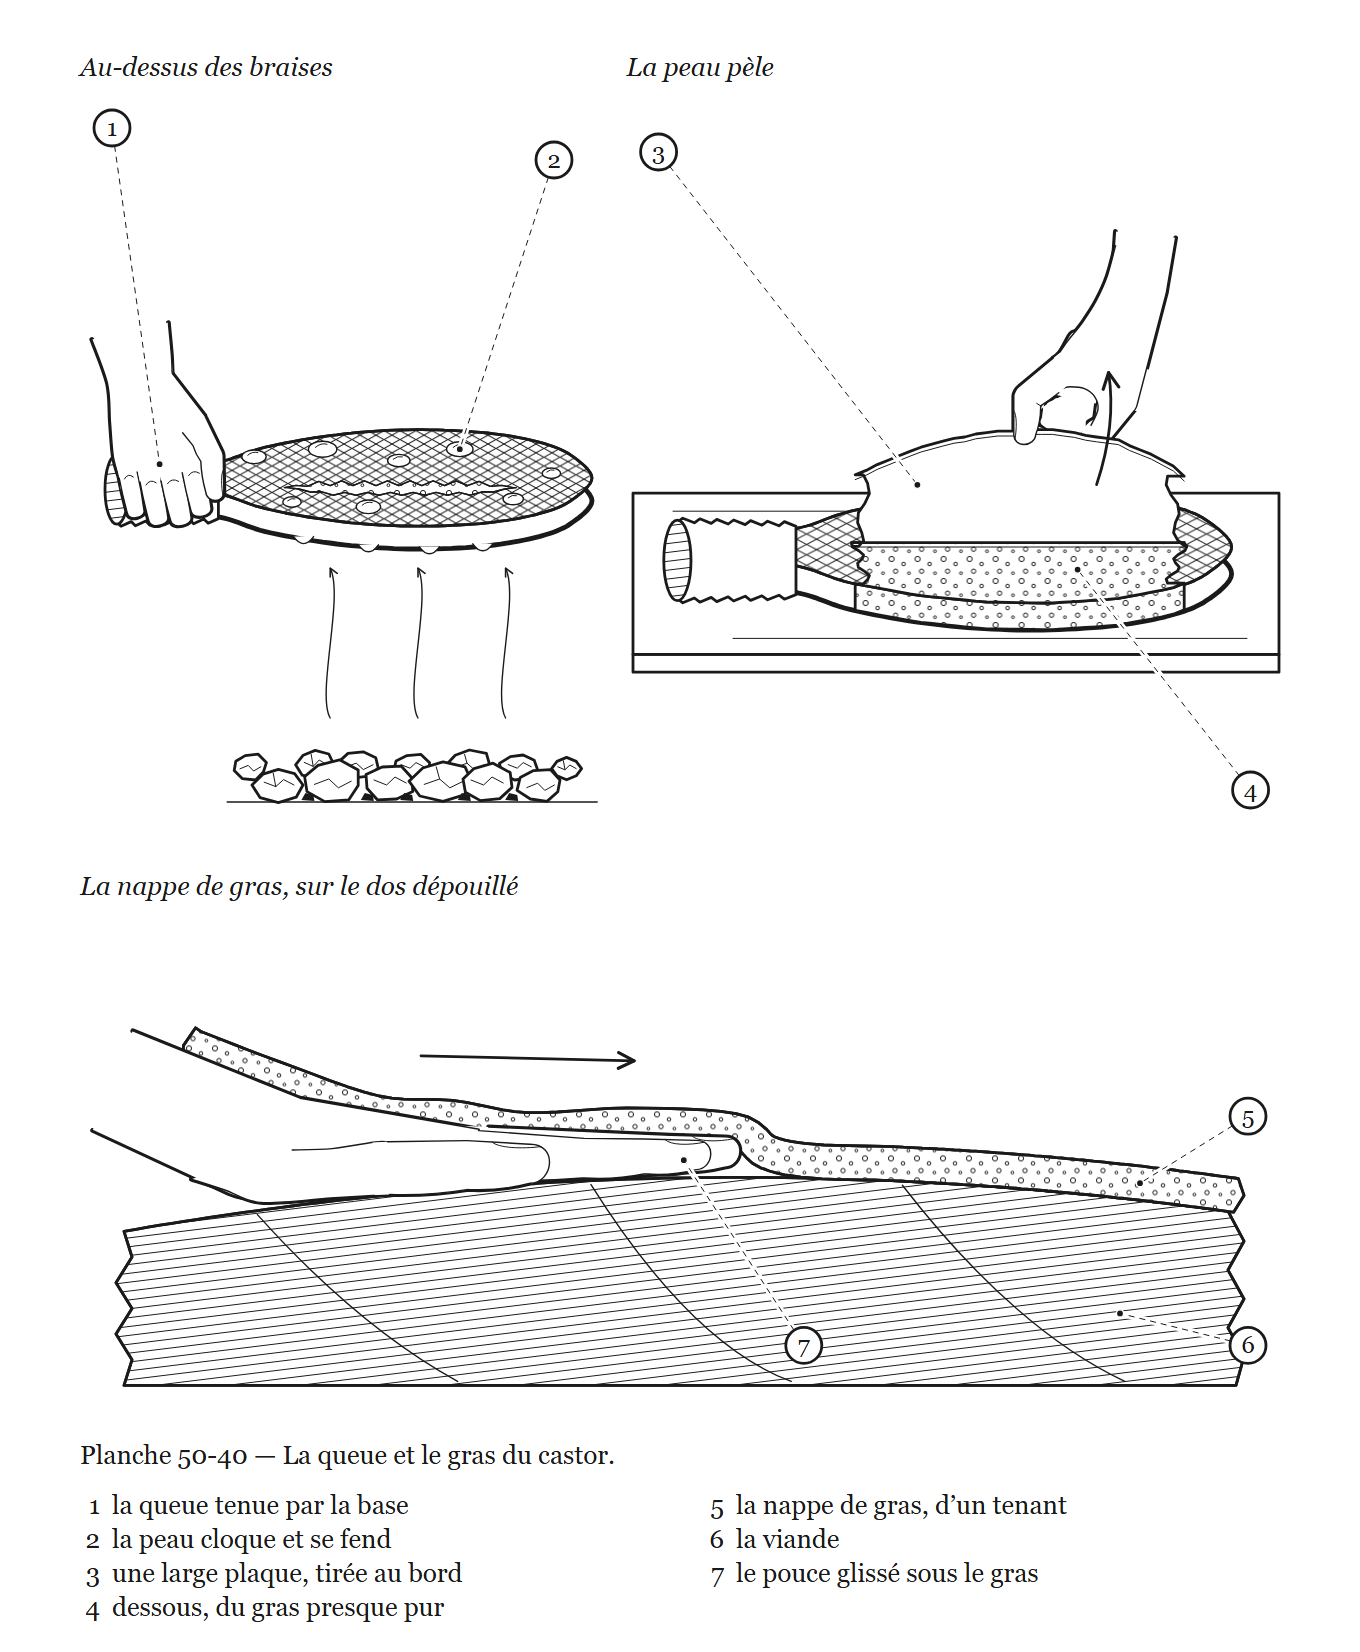 Au-dessus des braises
La peau pèle
1
2
3
4
La nappe de gras, sur le dos dépouillé
5
6
7
Planche 50-40 — La queue et le gras du castor.
1 la queue tenue par la base
2 la peau cloque et se fend
3 une large plaque, tirée au bord
4 dessous, du gras presque pur
5 la nappe de gras, d’un tenant
6 la viande
7 le pouce glissé sous le gras